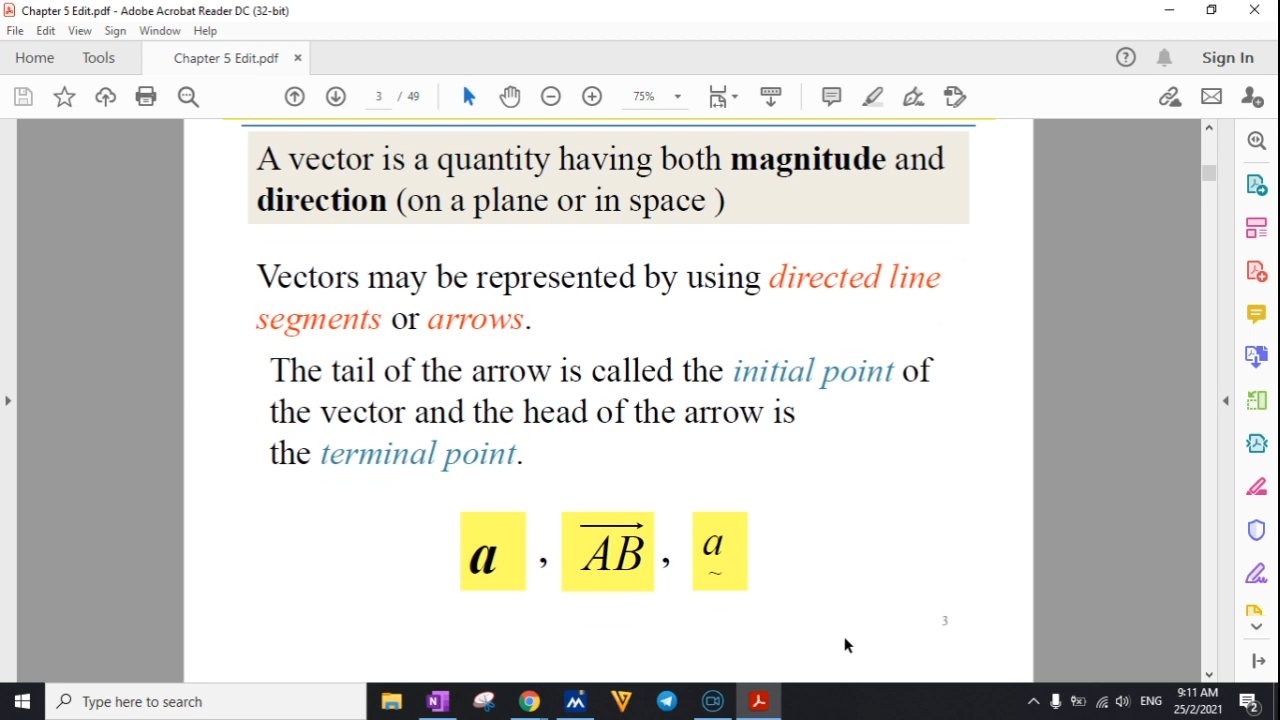 Chapter 5 Edit.pdf - Adobe Acrobat Reader DC (32-bit)
File Edit View Sign Window Help
Home Tools Chapter 5 Edit.pdf × Sign In
3 / 49 75%
A vector is a quantity having both magnitude and
direction (on a plane or in space )
Vectors may be represented by using directed line
segments or arrows.
The tail of the arrow is called the initial point of
the vector and the head of the arrow is
the terminal point.
a , AB , a
~
3
Type here to search
ENG
9:11 AM
25/2/2021
2